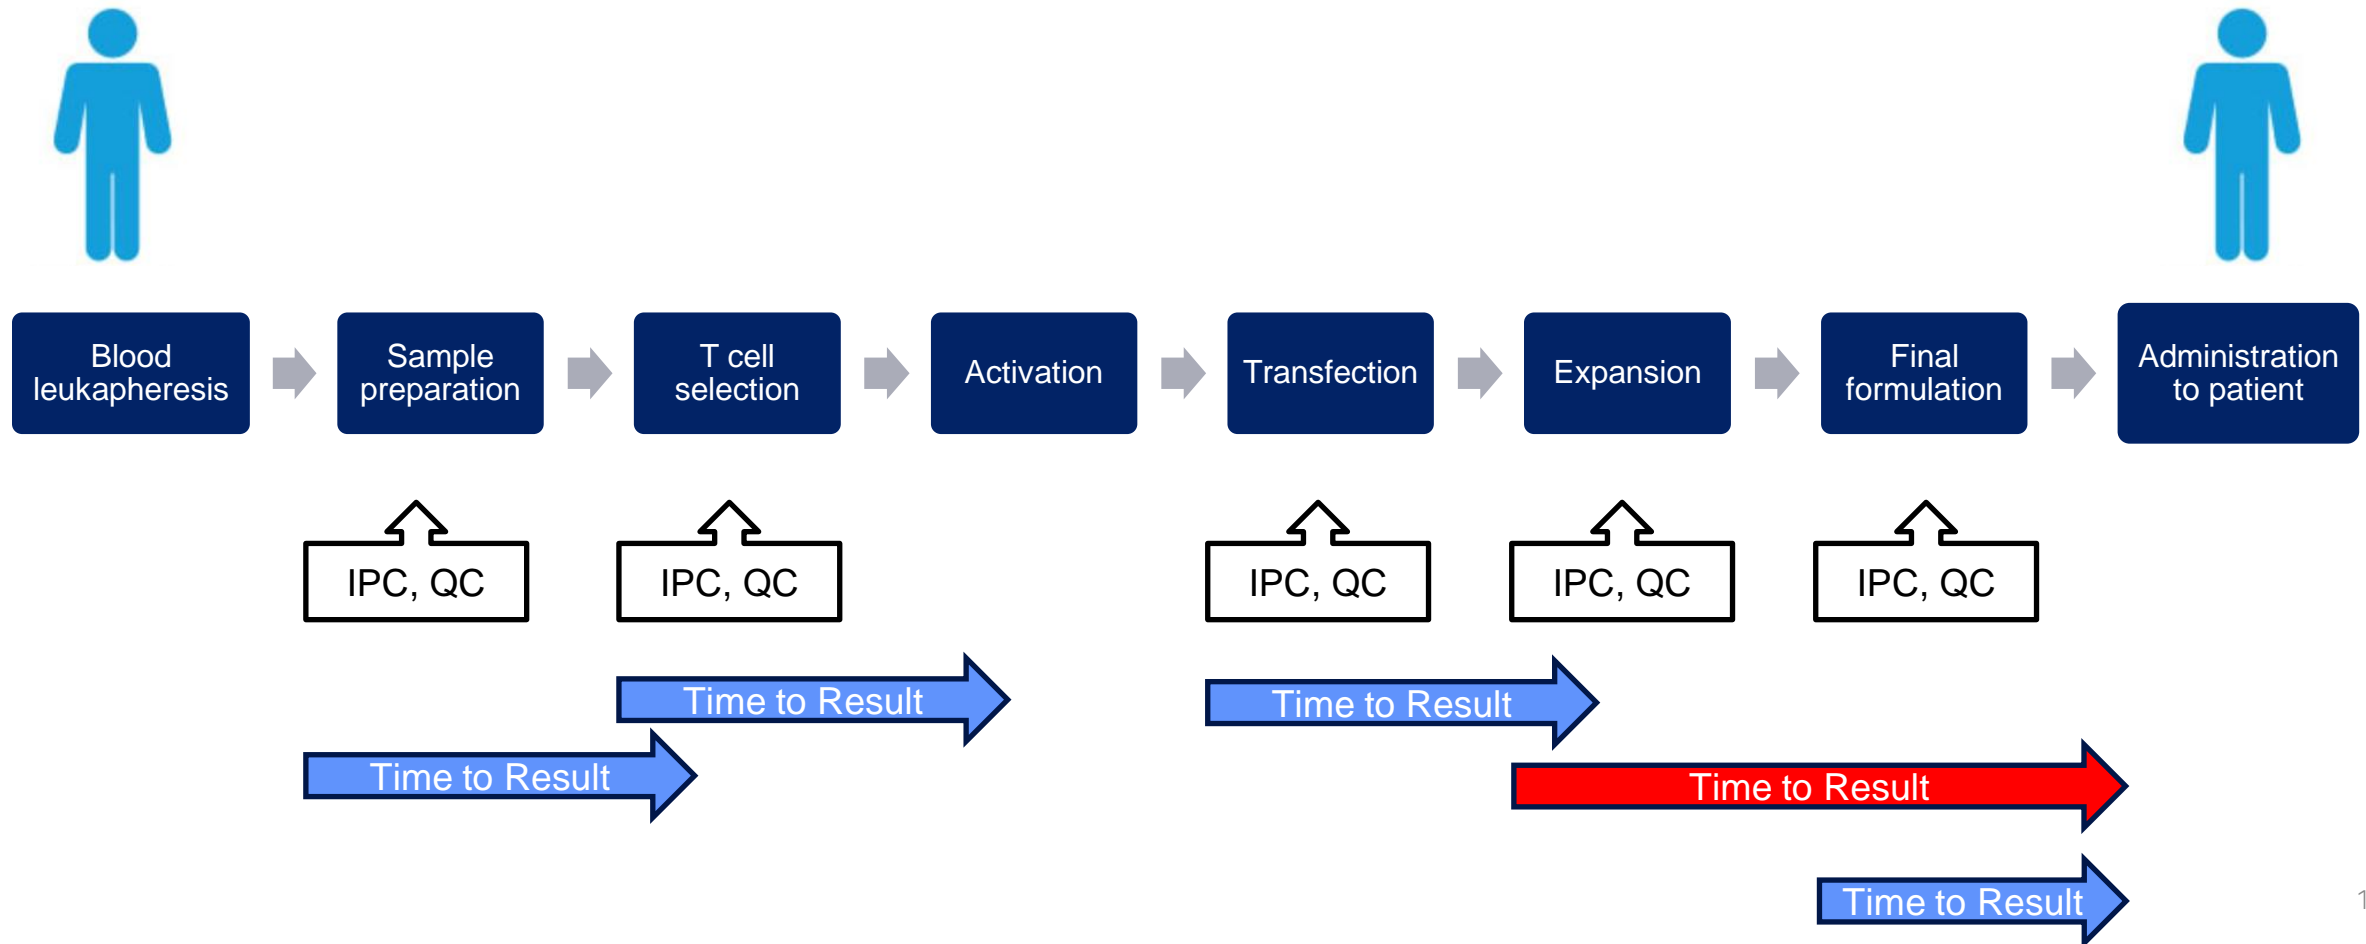 Blood
leukapheresis
Sample
preparation
T cell
selection
Activation
Transfection
Expansion
Final
formulation
Administration
to patient
IPC, QC
IPC, QC
IPC, QC
IPC, QC
IPC, QC
Time to Result
Time to Result
Time to Result
Time to Result
Time to Result
1